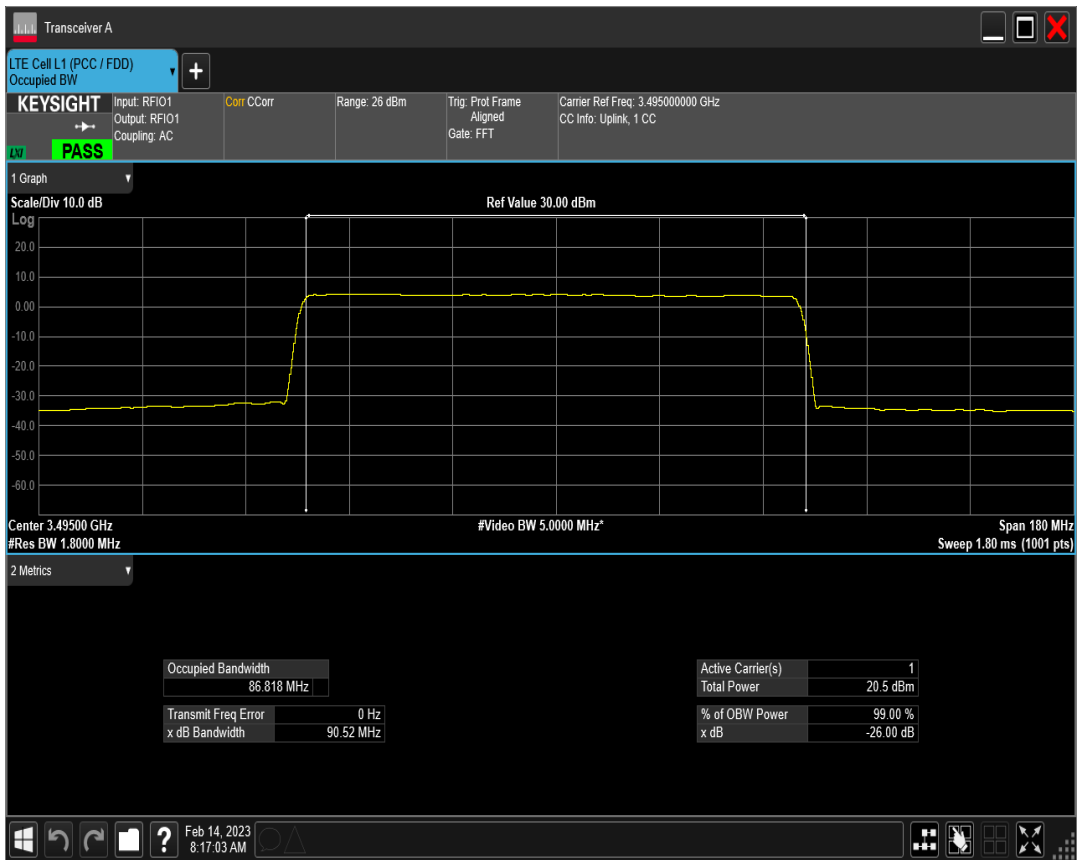 Transceiver A
LTE Cell L1 (PCC / FDD)
Occupied BW
KEYSIGHT
LXI
PASS
Input: RFIO1
Output: RFIO1
Coupling: AC
Corr CCorr
Range: 26 dBm
Trig: Prot Frame
Aligned
Gate: FFT
Carrier Ref Freq: 3.495000000 GHz
CC Info: Uplink, 1 CC
1 Graph
Scale/Div 10.0 dB
Ref Value 30.00 dBm
Log
20.0
10.0
0.00
-10.0
-20.0
-30.0
-40.0
-50.0
-60.0
Center 3.49500 GHz
#Video BW 5.0000 MHz*
Span 180 MHz
#Res BW 1.8000 MHz
Sweep 1.80 ms (1001 pts)
2 Metrics
Occupied Bandwidth
86.818 MHz
Transmit Freq Error 0 Hz
x dB Bandwidth 90.52 MHz
Active Carrier(s) 1
Total Power 20.5 dBm
% of OBW Power 99.00 %
x dB -26.00 dB
Feb 14, 2023
8:17:03 AM